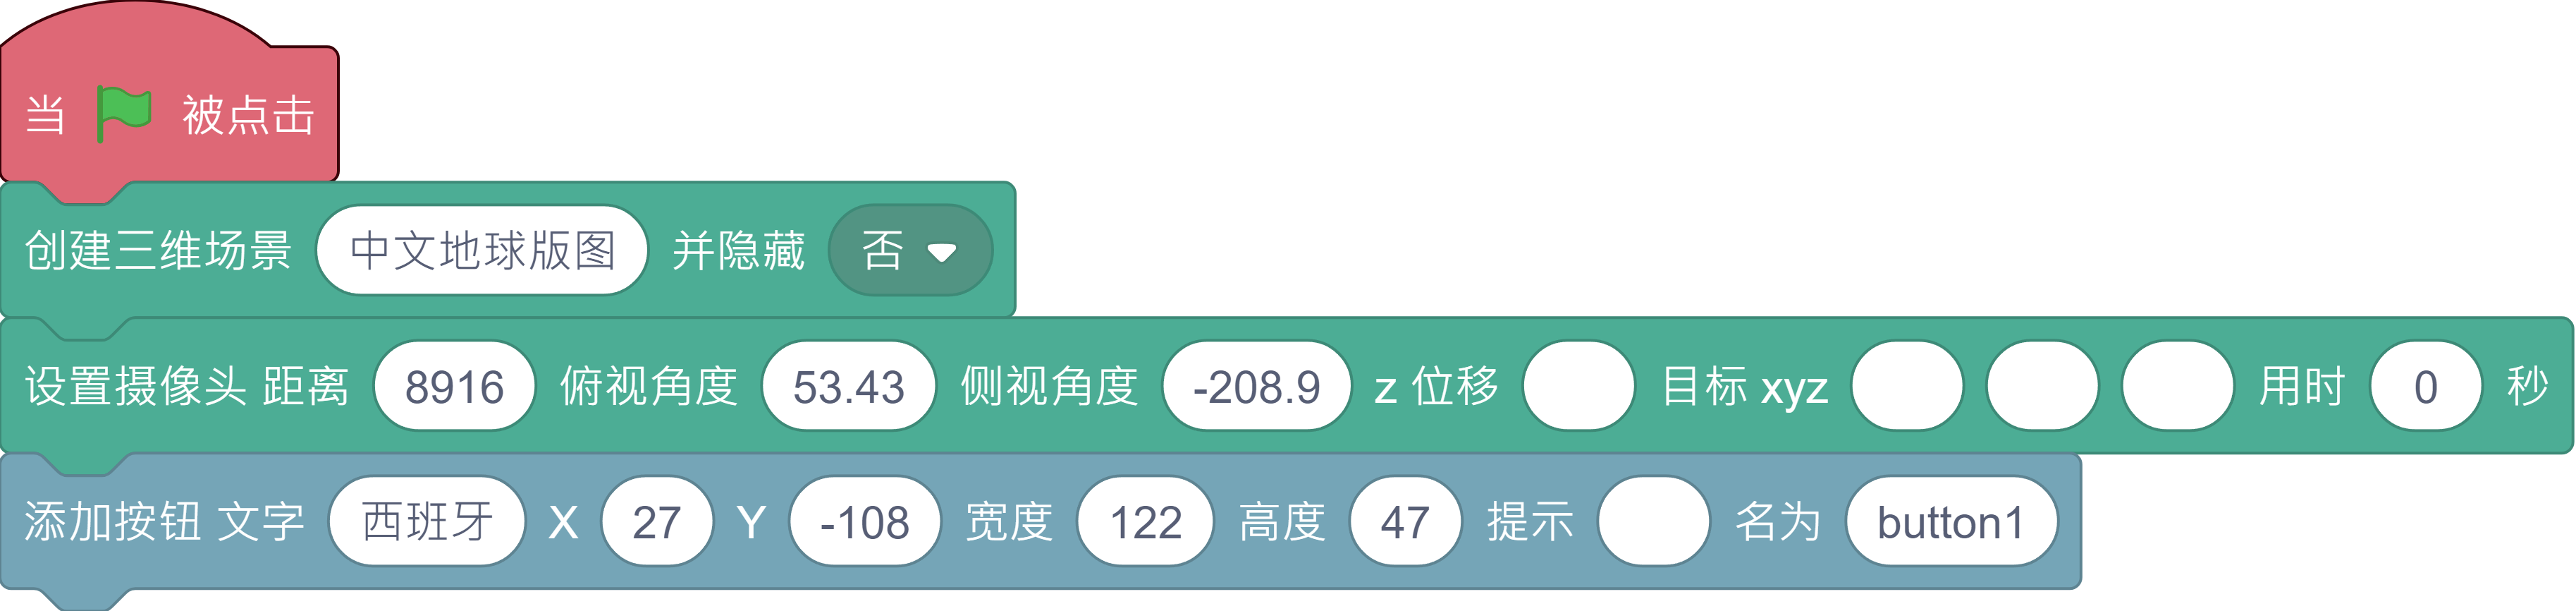 当 被点击
创建三维场景 中文地球版图 并隐藏 否
设置摄像头 距离 8916 俯视角度 53.43 侧视角度 -208.9 z 位移 目标 xyz 用时 0 秒
添加按钮 文字 西班牙 X 27 Y -108 宽度 122 高度 47 提示 名为 button1